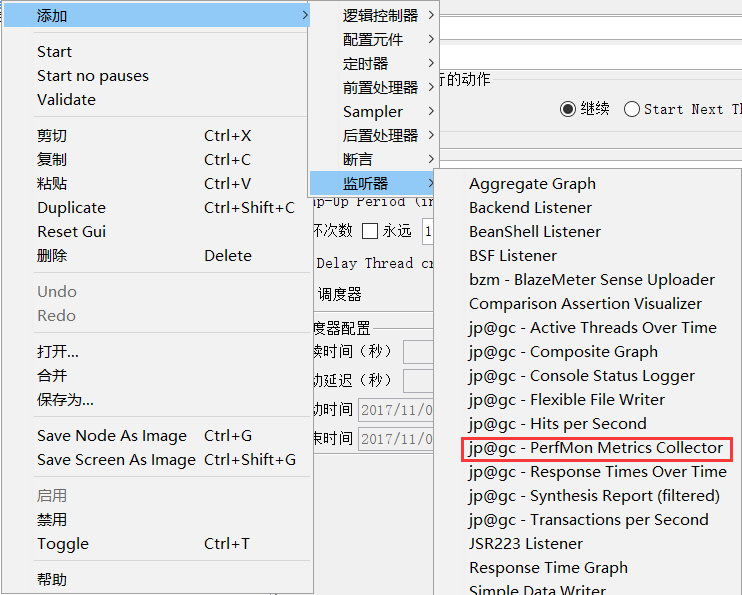 添加
Start
Start no pauses
Validate
剪切 Ctrl+X
复制 Ctrl+C
粘贴 Ctrl+V
Duplicate Ctrl+Shift+C
Reset Gui
删除 Delete
Undo
Redo
打开...
合并
保存为...
Save Node As Image Ctrl+G
Save Screen As Image Ctrl+Shift+G
启用
禁用
Toggle Ctrl+T
帮助
逻辑控制器
配置元件
定时器
前置处理器
Sampler
后置处理器
断言
监听器
行的动作
继续 Start Next Th
up-Up Period (in
环次数 永远 1
Delay Thread cr
调度器
度器配置
续时间（秒）
动延迟（秒）
动时间 2017/11/0
束时间 2017/11/0
Aggregate Graph
Backend Listener
BeanShell Listener
BSF Listener
bzm - BlazeMeter Sense Uploader
Comparison Assertion Visualizer
jp@gc - Active Threads Over Time
jp@gc - Composite Graph
jp@gc - Console Status Logger
jp@gc - Flexible File Writer
jp@gc - Hits per Second
jp@gc - PerfMon Metrics Collector
jp@gc - Response Times Over Time
jp@gc - Synthesis Report (filtered)
jp@gc - Transactions per Second
JSR223 Listener
Response Time Graph
Simple Data Writer